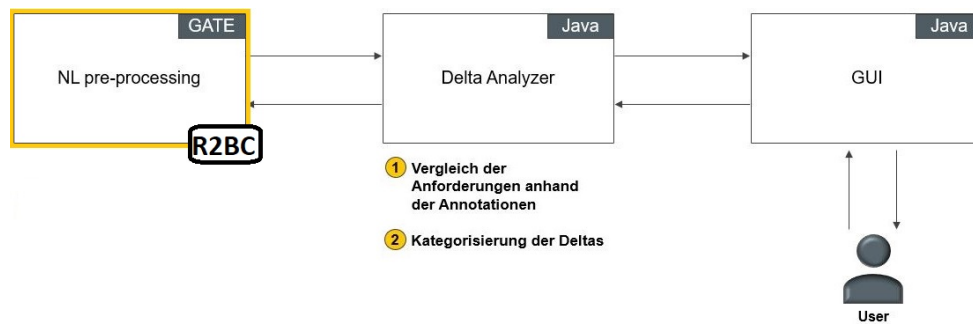 GATE
NL pre-processing
R2BC
Java
Delta Analyzer
1 Vergleich der
Anforderungen anhand
der Annotationen
2 Kategorisierung der Deltas
Java
GUI
User